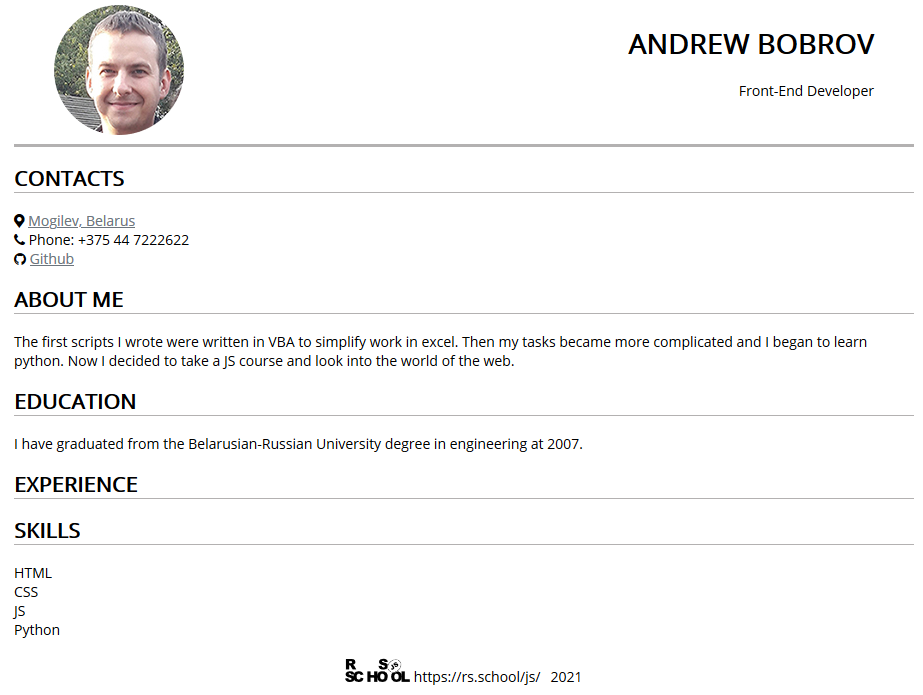 ANDREW BOBROV
Front-End Developer
CONTACTS
Mogilev, Belarus
Phone: +375 44 7222622
Github
ABOUT ME
The first scripts I wrote were written in VBA to simplify work in excel. Then my tasks became more complicated and I began to learn
python. Now I decided to take a JS course and look into the world of the web.
EDUCATION
I have graduated from the Belarusian-Russian University degree in engineering at 2007.
EXPERIENCE
SKILLS
HTML
CSS
JS
Python
R S JS
SCHOOL https://rs.school/js/ 2021